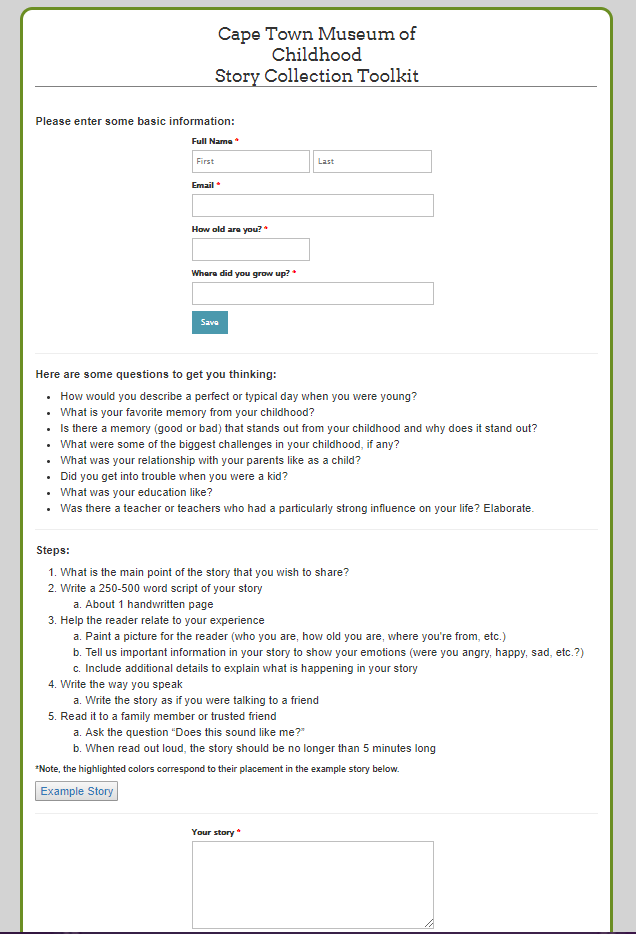 Cape Town Museum of
Childhood
Story Collection Toolkit
Please enter some basic information:
Full Name *
First Last
Email *
How old are you? *
Where did you grow up? *
Save
Here are some questions to get you thinking:
• How would you describe a perfect or typical day when you were young?
• What is your favorite memory from your childhood?
• Is there a memory (good or bad) that stands out from your childhood and why does it stand out?
• What were some of the biggest challenges in your childhood, if any?
• What was your relationship with your parents like as a child?
• Did you get into trouble when you were a kid?
• What was your education like?
• Was there a teacher or teachers who had a particularly strong influence on your life? Elaborate.
Steps:
1. What is the main point of the story that you wish to share?
2. Write a 250-500 word script of your story
a. About 1 handwritten page
3. Help the reader relate to your experience
a. Paint a picture for the reader (who you are, how old you are, where you're from, etc.)
b. Tell us important information in your story to show your emotions (were you angry, happy, sad, etc.?)
c. Include additional details to explain what is happening in your story
4. Write the way you speak
a. Write the story as if you were talking to a friend
5. Read it to a family member or trusted friend
a. Ask the question “Does this sound like me?”
b. When read out loud, the story should be no longer than 5 minutes long
*Note, the highlighted colors correspond to their placement in the example story below.
Example Story
Your story *